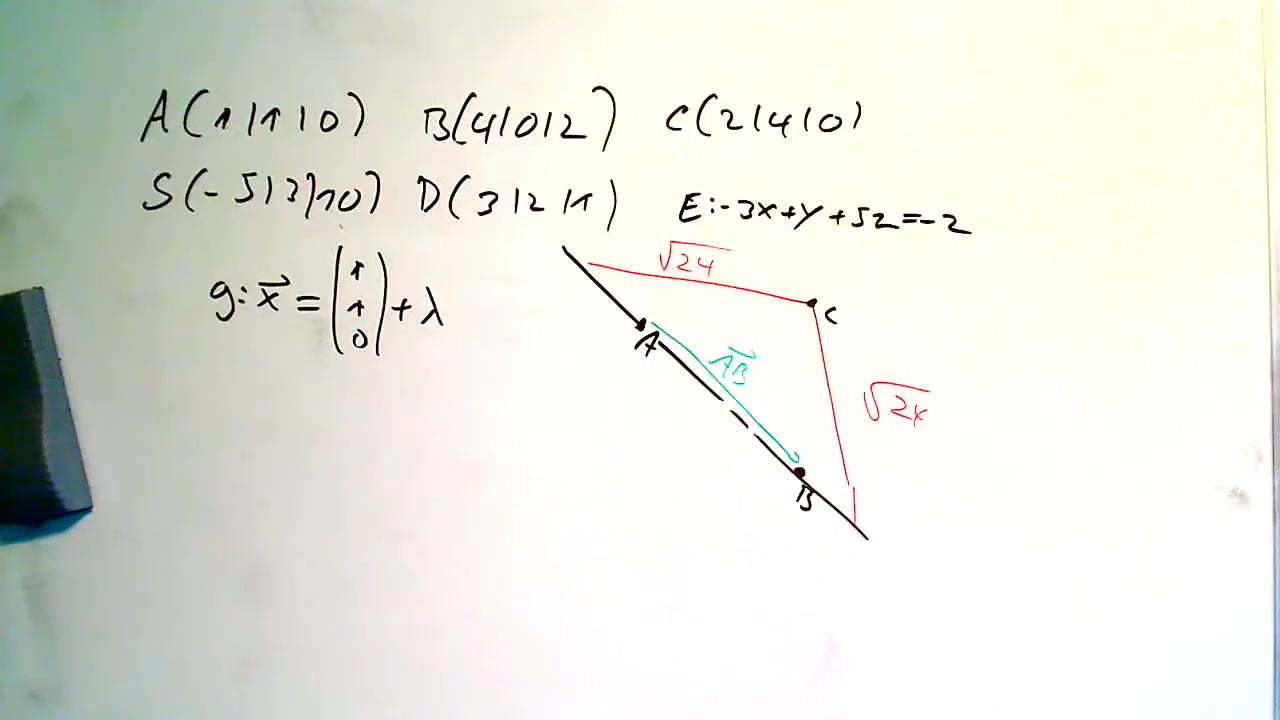 A(1|1|0) B(4|0|2) C(2|4|0)
S(-5|3|10) D(3|2|1) E:-3x+y+5z=-2
g: x⃗ = (1 1 0) + λ
√24
C
A
A⃗B⃗
√24
B